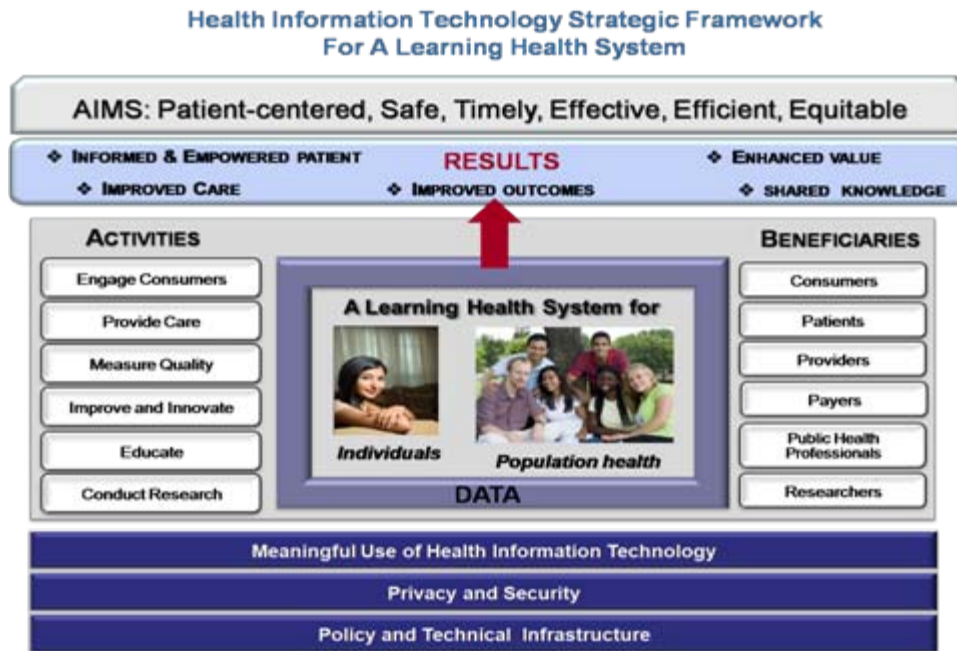 Health Information Technology Strategic Framework
For A Learning Health System
AIMS: Patient-centered, Safe, Timely, Effective, Efficient, Equitable
❖ INFORMED & EMPOWERED PATIENT
RESULTS
❖ ENHANCED VALUE
❖ IMPROVED CARE
❖ IMPROVED OUTCOMES
❖ SHARED KNOWLEDGE
ACTIVITIES
Engage Consumers
Provide Care
Measure Quality
Improve and Innovate
Educate
Conduct Research
A Learning Health System for
Individuals
Population health
DATA
BENEFICIARIES
Consumers
Patients
Providers
Payers
Public Health
Professionals
Researchers
Meaningful Use of Health Information Technology
Privacy and Security
Policy and Technical Infrastructure